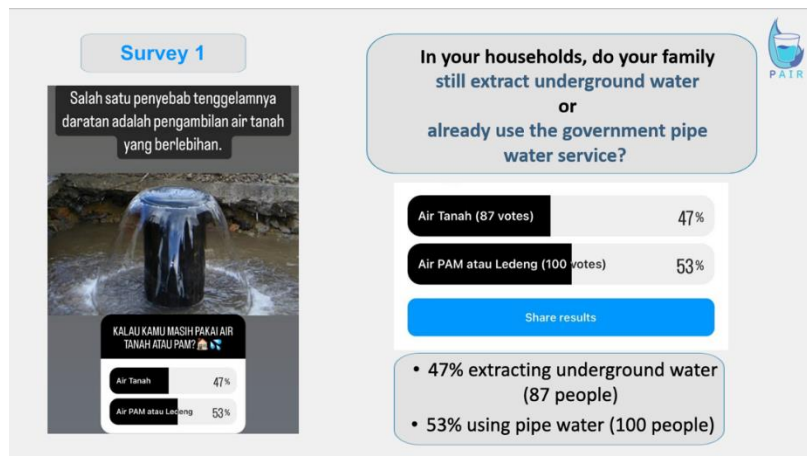 Survey 1
Salah satu penyebab tenggelamnya
daratan adalah pengambilan air tanah
yang berlebihan.
KALAU KAMU MASIH PAKAI AIR
TANAH ATAU PAM?🏠💦
Air Tanah 47%
Air PAM atau Ledeng 53%
In your households, do your family
still extract underground water
or
already use the government pipe
water service?
PAIR
Air Tanah (87 votes) 47%
Air PAM atau Ledeng (100 votes) 53%
Share results
• 47% extracting underground water
(87 people)
• 53% using pipe water (100 people)